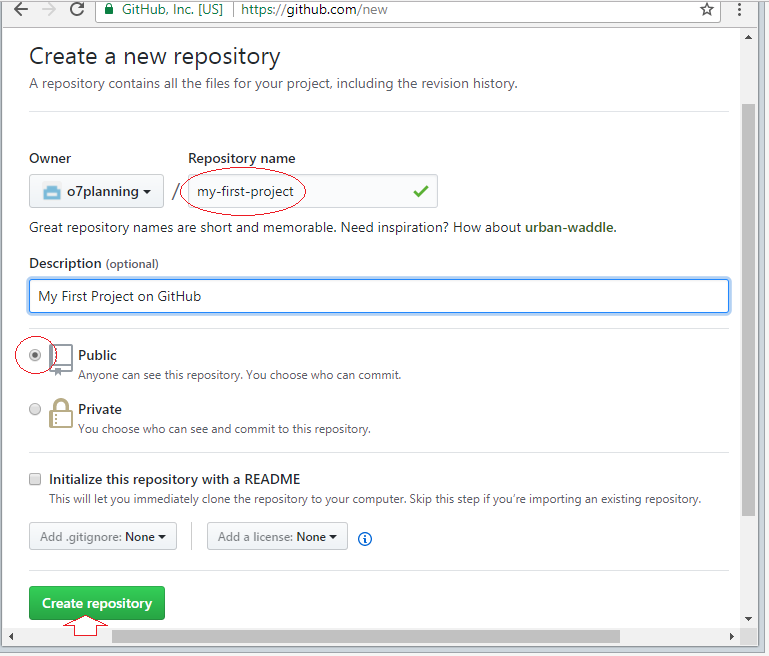 GitHub, Inc. [US] https://github.com/new
Create a new repository
A repository contains all the files for your project, including the revision history.
Owner Repository name
o7planning / my-first-project
Great repository names are short and memorable. Need inspiration? How about urban-waddle.
Description (optional)
My First Project on GitHub
Public
Anyone can see this repository. You choose who can commit.
Private
You choose who can see and commit to this repository.
Initialize this repository with a README
This will let you immediately clone the repository to your computer. Skip this step if you’re importing an existing repository.
Add .gitignore: None Add a license: None
Create repository